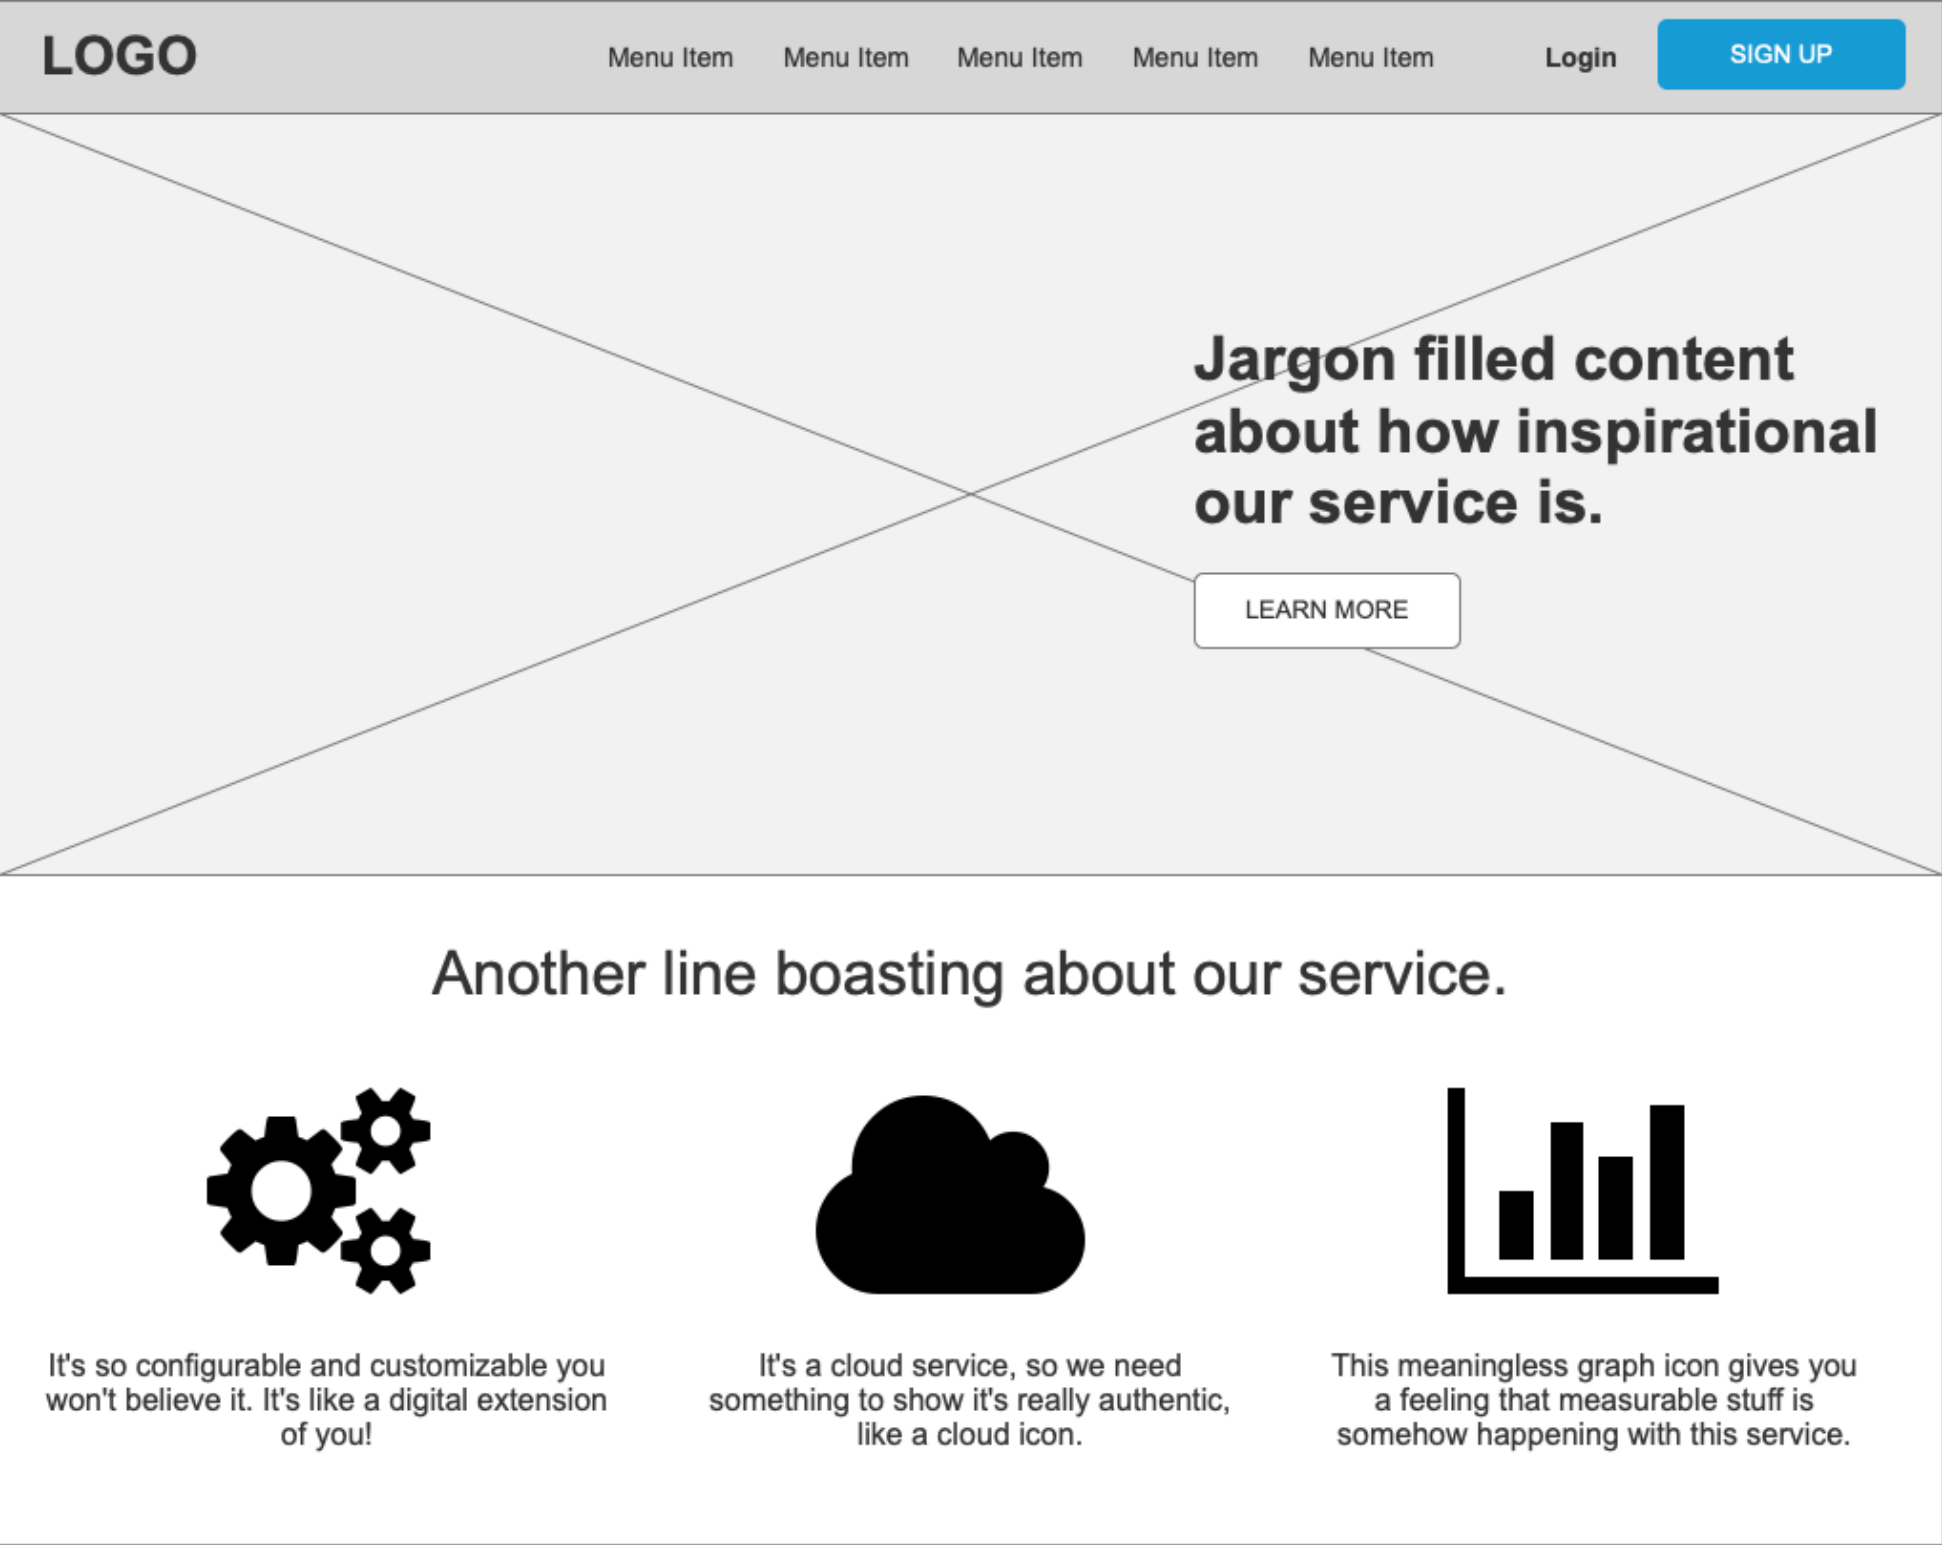 LOGO
Menu Item
Menu Item
Menu Item
Menu Item
Menu Item
Login
SIGN UP
Jargon filled content
about how inspirational
our service is.
LEARN MORE
Another line boasting about our service.
It's so configurable and customizable you
won't believe it. It's like a digital extension
of you!
It's a cloud service, so we need
something to show it's really authentic,
like a cloud icon.
This meaningless graph icon gives you
a feeling that measurable stuff is
somehow happening with this service.